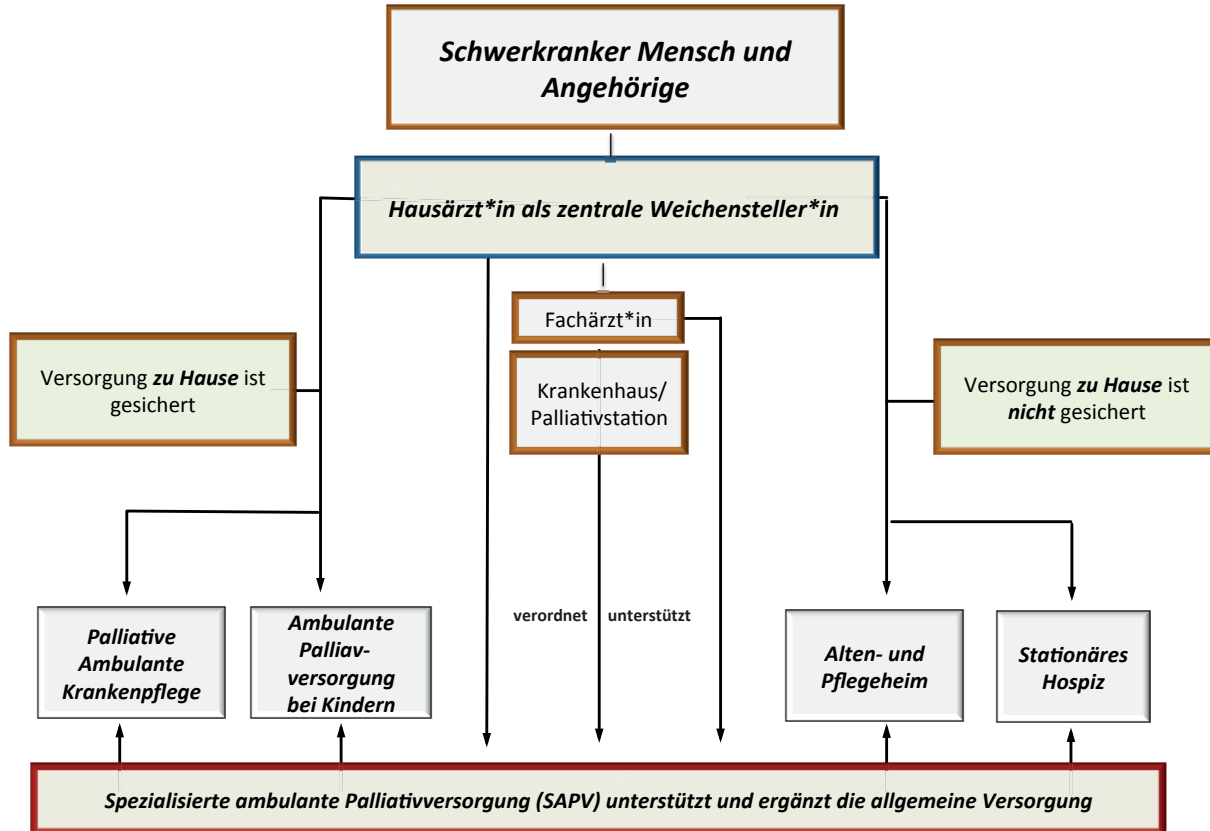 Schwerkranker Mensch und
Angehörige
Hausärzt*in als zentrale Weichensteller*in
Fachärzt*in
Krankenhaus/
Palliativstation
Versorgung zu Hause ist
gesichert
Versorgung zu Hause ist
nicht gesichert
verordnet
unterstützt
Palliative
Ambulante
Krankenpflege
Ambulante
Palliav-
versorgung
bei Kindern
Alten- und
Pflegeheim
Stationäres
Hospiz
Spezialisierte ambulante Palliativversorgung (SAPV) unterstützt und ergänzt die allgemeine Versorgung